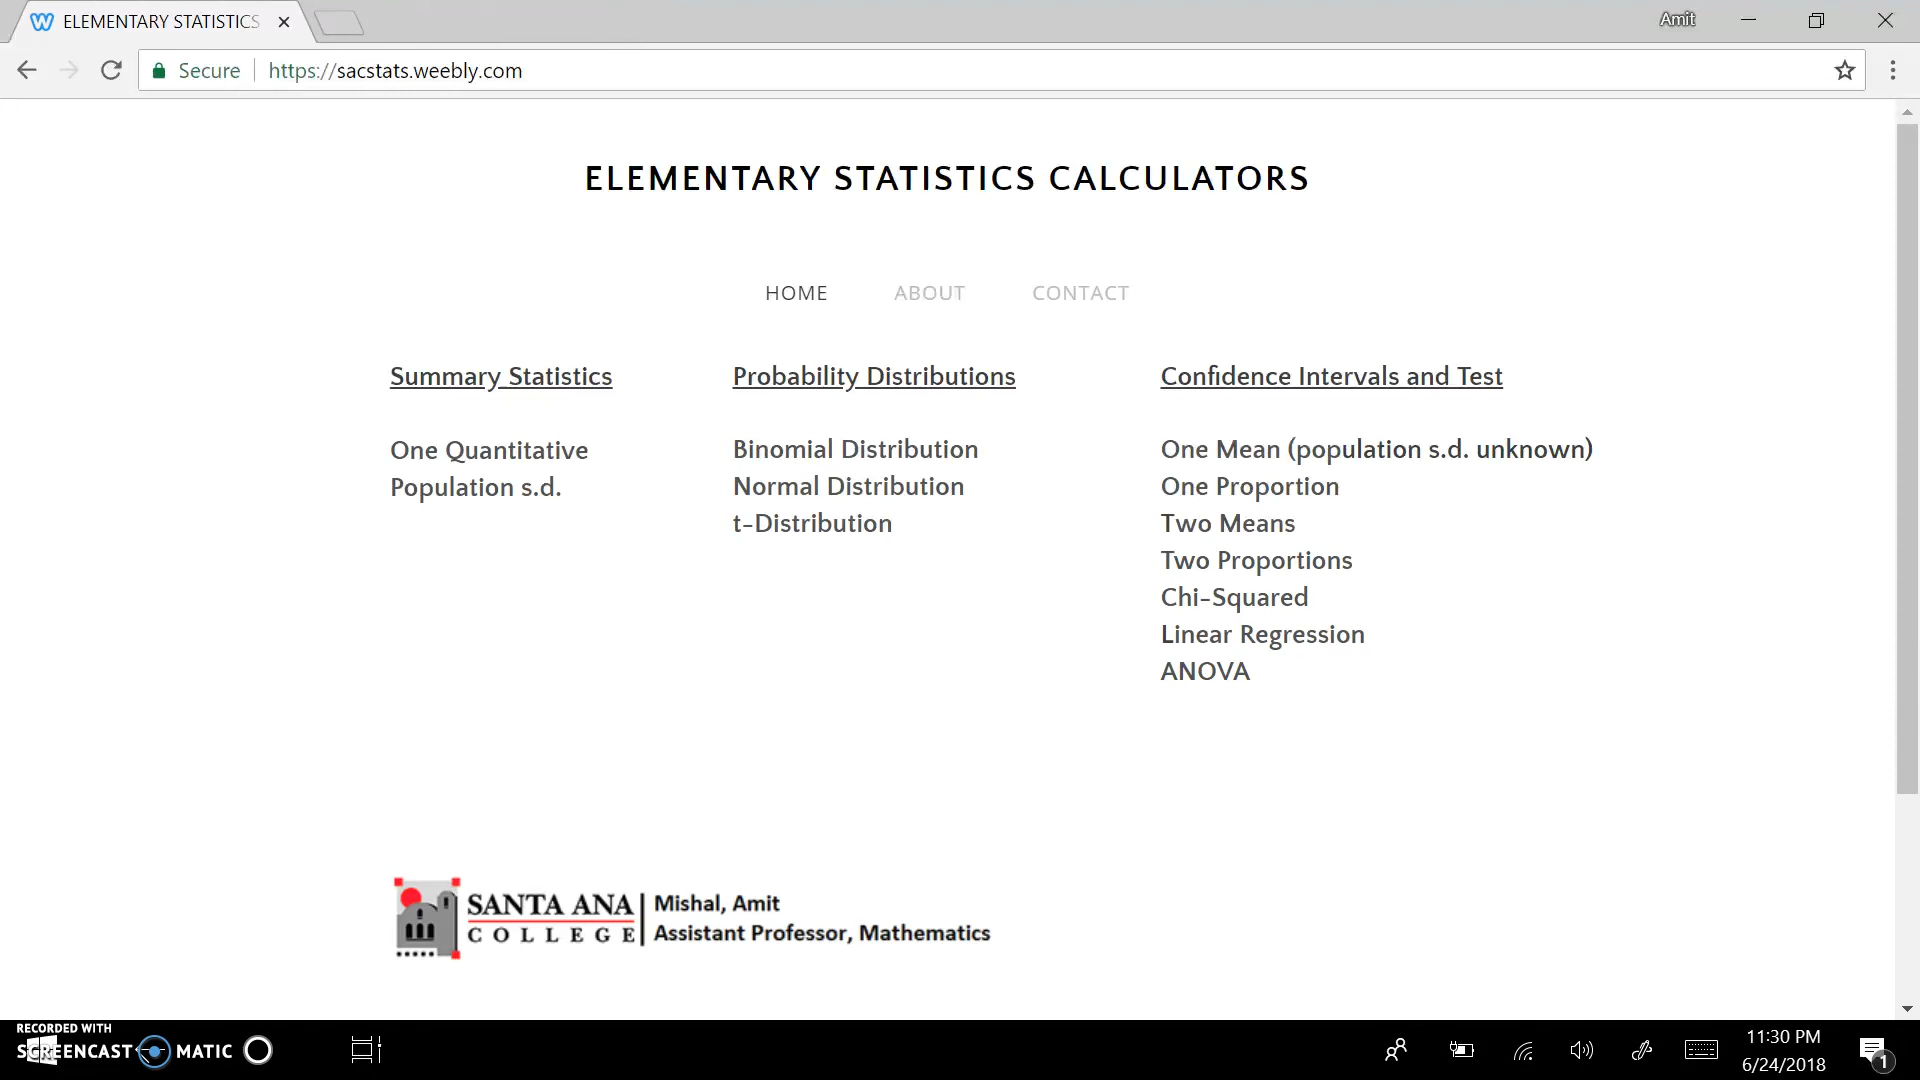 ELEMENTARY STATISTICS
Amit
Secure
https://sacstats.weebly.com
ELEMENTARY STATISTICS CALCULATORS
HOME ABOUT CONTACT
Summary Statistics
One Quantitative
Population s.d.
Probability Distributions
Binomial Distribution
Normal Distribution
t-Distribution
Confidence Intervals and Test
One Mean (population s.d. unknown)
One Proportion
Two Means
Two Proportions
Chi-Squared
Linear Regression
ANOVA
SANTA ANA
COLLEGE
Mishal, Amit
Assistant Professor, Mathematics
RECORDED WITH
SCREENCAST MATIC
11:30 PM
6/24/2018
1